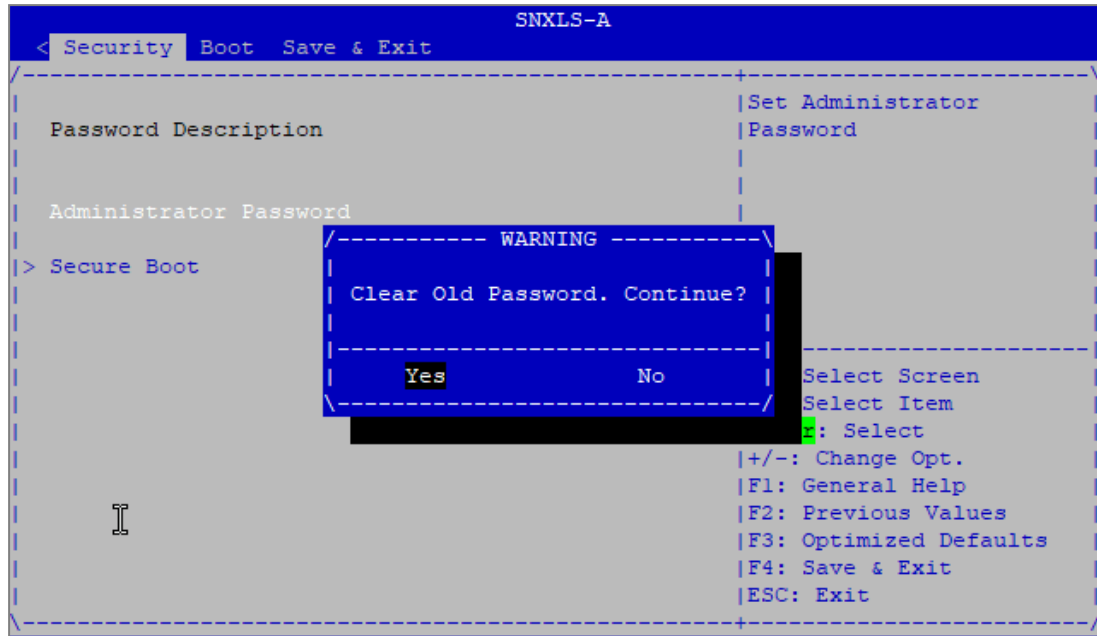 SNXLS-A
< Security Boot Save & Exit
Set Administrator
Password Description
Password
Administrator Password
WARNING
> Secure Boot
Clear Old Password. Continue?
Yes No
Select Screen
Select Item
r: Select
+/-: Change Opt.
F1: General Help
F2: Previous Values
F3: Optimized Defaults
F4: Save & Exit
ESC: Exit